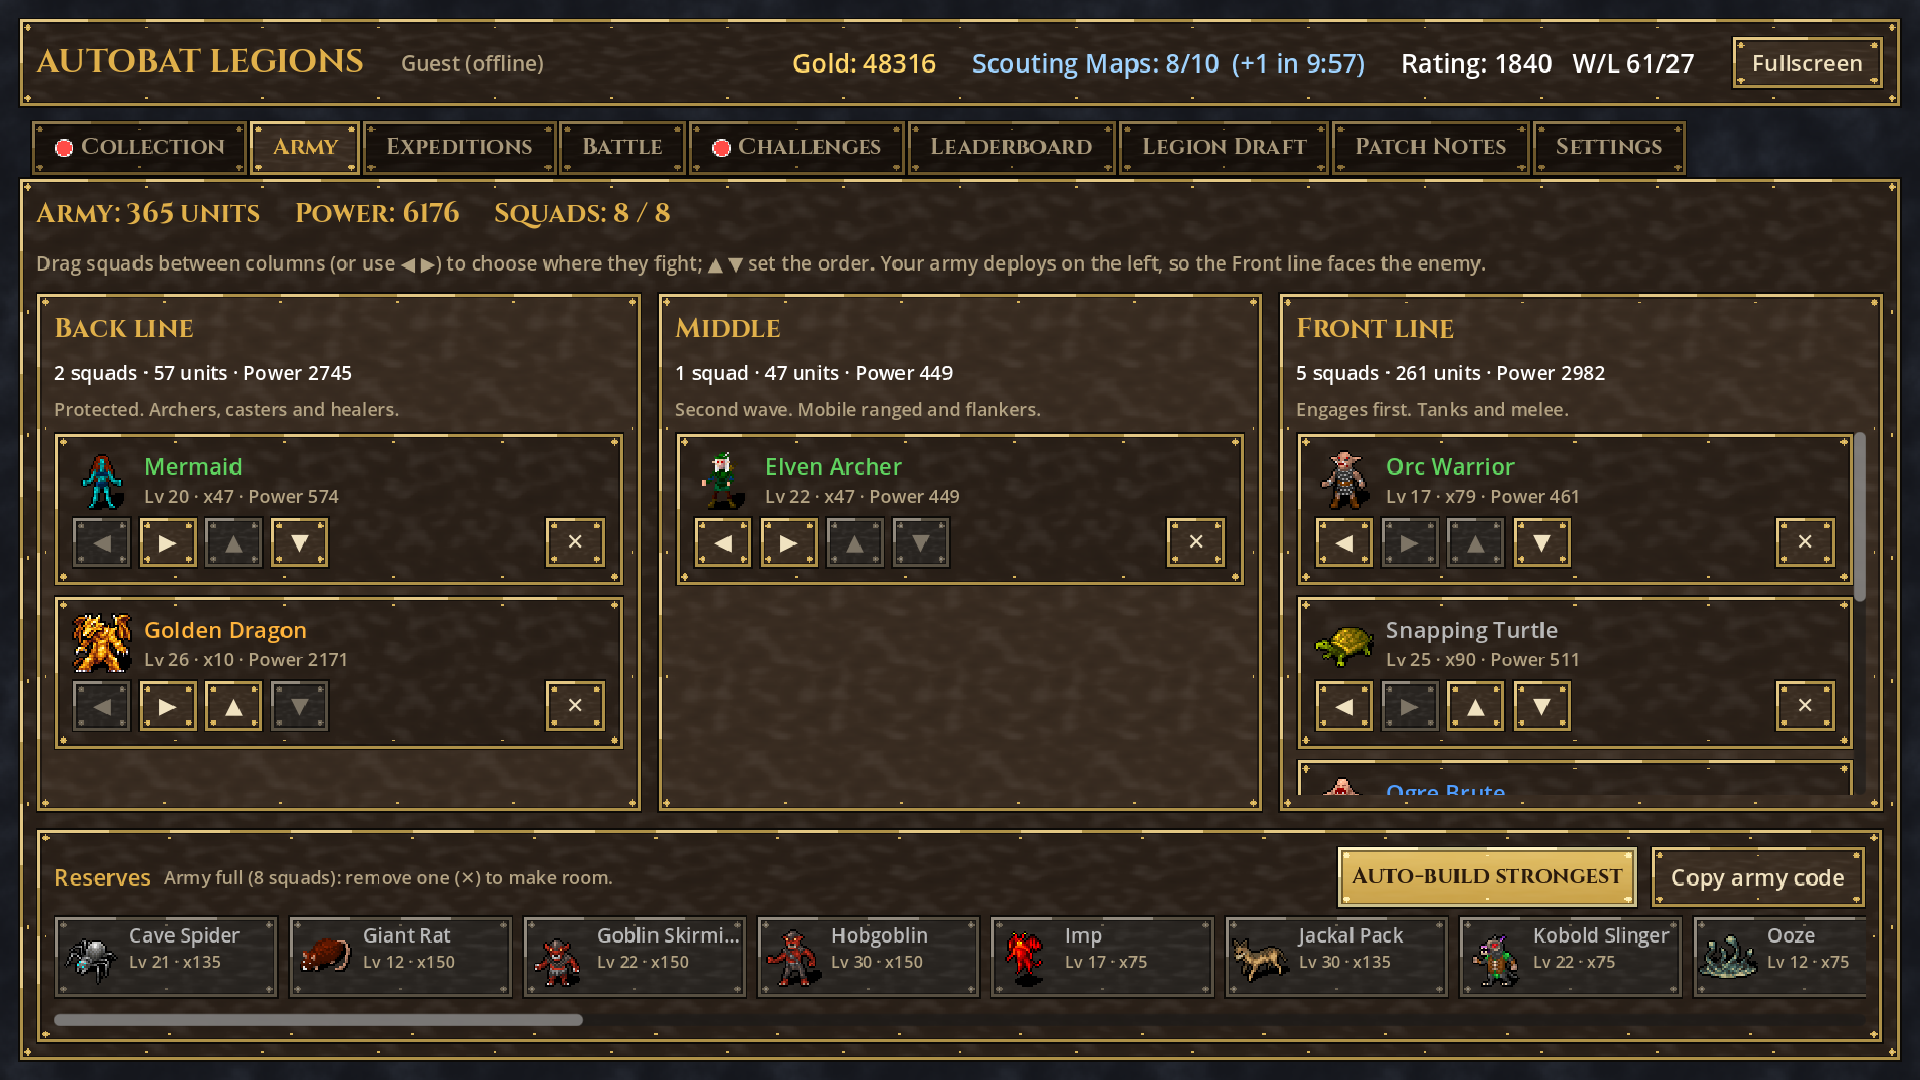 AUTOBAT LEGIONS
Guest (offline)
Gold: 48316
Scouting Maps: 8/10 (+1 in 9:57)
Rating: 1840 W/L 61/27
Fullscreen
COLLECTION
ARMY
EXPEDITIONS
BATTLE
CHALLENGES
LEADERBOARD
LEGION DRAFT
PATCH NOTES
SETTINGS
ARMY: 365 UNITS POWER: 6176 SQUADS: 8 / 8
Drag squads between columns (or use ◀ ▶) to choose where they fight; ▲ ▼ set the order. Your army deploys on the left, so the Front line faces the enemy.
BACK LINE
2 squads · 57 units · Power 2745
Protected. Archers, casters and healers.
Mermaid
Lv 20 · x47 · Power 574
◀ ▶ ▲ ▼ ×
Golden Dragon
Lv 26 · x10 · Power 2171
◀ ▶ ▲ ▼ ×
MIDDLE
1 squad · 47 units · Power 449
Second wave. Mobile ranged and flankers.
Elven Archer
Lv 22 · x47 · Power 449
◀ ▶ ▲ ▼ ×
FRONT LINE
5 squads · 261 units · Power 2982
Engages first. Tanks and melee.
Orc Warrior
Lv 17 · x79 · Power 461
◀ ▶ ▲ ▼ ×
Snapping Turtle
Lv 25 · x90 · Power 511
◀ ▶ ▲ ▼ ×
Ogre Brute
Reserves
Army full (8 squads): remove one (×) to make room.
AUTO-BUILD STRONGEST
Copy army code
Cave Spider
Lv 21 · x135
Giant Rat
Lv 12 · x150
Goblin Skirmi...
Lv 22 · x150
Hobgoblin
Lv 30 · x150
Imp
Lv 17 · x75
Jackal Pack
Lv 30 · x135
Kobold Slinger
Lv 22 · x75
Ooze
Lv 12 · x75